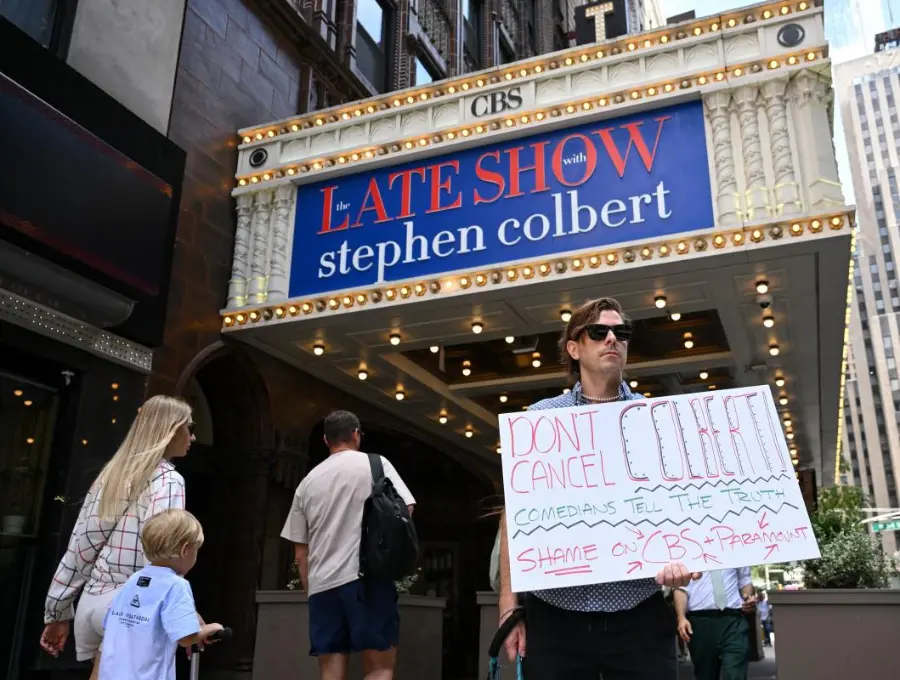 T
CBS
the LATE SHOW with
stephen colbert
DONT
CANCEL COLBERT!
COMEDIANS TELL THE TRUTH
SHAME ON CBS + PARAMOUNT